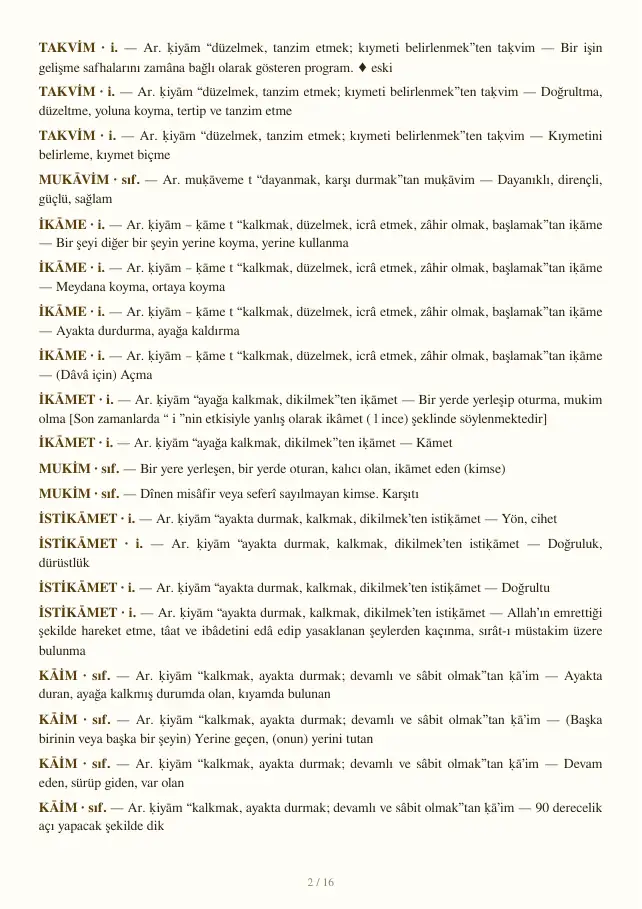 TAKVİM · i. — Ar. ḳiyām “düzelmek, tanzim etmek; kıymeti belirlenmek”ten taḳvim — Bir işin
gelişme safhalarını zamâna bağlı olarak gösteren program. ♦ eski
TAKVİM · i. — Ar. ḳiyām “düzelmek, tanzim etmek; kıymeti belirlenmek”ten taḳvim — Doğrultma,
düzeltme, yoluna koyma, tertip ve tanzim etme
TAKVİM · i. — Ar. ḳiyām “düzelmek, tanzim etmek; kıymeti belirlenmek”ten taḳvim — Kıymetini
belirleme, kıymet biçme
MUKĀVİM · sıf. — Ar. muḳāveme t “dayanmak, karşı durmak”tan muḳāvim — Dayanıklı, dirençli,
güçlü, sağlam
İKĀME · i. — Ar. ḳiyām – ḳāme t “kalkmak, düzelmek, icrâ etmek, zâhir olmak, başlamak”tan iḳāme
— Bir şeyi diğer bir şeyin yerine koyma, yerine kullanma
İKĀME · i. — Ar. ḳiyām – ḳāme t “kalkmak, düzelmek, icrâ etmek, zâhir olmak, başlamak”tan iḳāme
— Meydana koyma, ortaya koyma
İKĀME · i. — Ar. ḳiyām – ḳāme t “kalkmak, düzelmek, icrâ etmek, zâhir olmak, başlamak”tan iḳāme
— Ayakta durdurma, ayağa kaldırma
İKĀME · i. — Ar. ḳiyām – ḳāme t “kalkmak, düzelmek, icrâ etmek, zâhir olmak, başlamak”tan iḳāme
— (Dâvâ için) Açma
İKĀMET · i. — Ar. ḳiyām “ayağa kalkmak, dikilmek”ten iḳāmet — Bir yerde yerleşip oturma, mukim
olma [Son zamanlarda “ i ”nin etkisiyle yanlış olarak ikâmet ( l ince) şeklinde söylenmektedir]
İKĀMET · i. — Ar. ḳiyām “ayağa kalkmak, dikilmek”ten iḳāmet — Kāmet
MUKİM · sıf. — Bir yere yerleşen, bir yerde oturan, kalıcı olan, ikāmet eden (kimse)
MUKİM · sıf. — Dînen misâfir veya seferî sayılmayan kimse. Karşıtı
İSTİKĀMET · i. — Ar. ḳiyām “ayakta durmak, kalkmak, dikilmek’ten istiḳāmet — Yön, cihet
İSTİKĀMET · i. — Ar. ḳiyām “ayakta durmak, kalkmak, dikilmek’ten istiḳāmet — Doğruluk,
dürüstlük
İSTİKĀMET · i. — Ar. ḳiyām “ayakta durmak, kalkmak, dikilmek’ten istiḳāmet — Doğrultu
İSTİKĀMET · i. — Ar. ḳiyām “ayakta durmak, kalkmak, dikilmek’ten istiḳāmet — Allah’ın emrettiği
şekilde hareket etme, tâat ve ibâdetini edâ edip yasaklanan şeylerden kaçınma, sırât-ı müstakim üzere
bulunma
KĀİM · sıf. — Ar. ḳiyām “kalkmak, ayakta durmak; devamlı ve sâbit olmak”tan ḳā’im — Ayakta
duran, ayağa kalkmış durumda olan, kıyamda bulunan
KĀİM · sıf. — Ar. ḳiyām “kalkmak, ayakta durmak; devamlı ve sâbit olmak”tan ḳā’im — (Başka
birinin veya başka bir şeyin) Yerine geçen, (onun) yerini tutan
KĀİM · sıf. — Ar. ḳiyām “kalkmak, ayakta durmak; devamlı ve sâbit olmak”tan ḳā’im — Devam
eden, sürüp giden, var olan
KĀİM · sıf. — Ar. ḳiyām “kalkmak, ayakta durmak; devamlı ve sâbit olmak”tan ḳā’im — 90 derecelik
açı yapacak şekilde dik
2 / 16